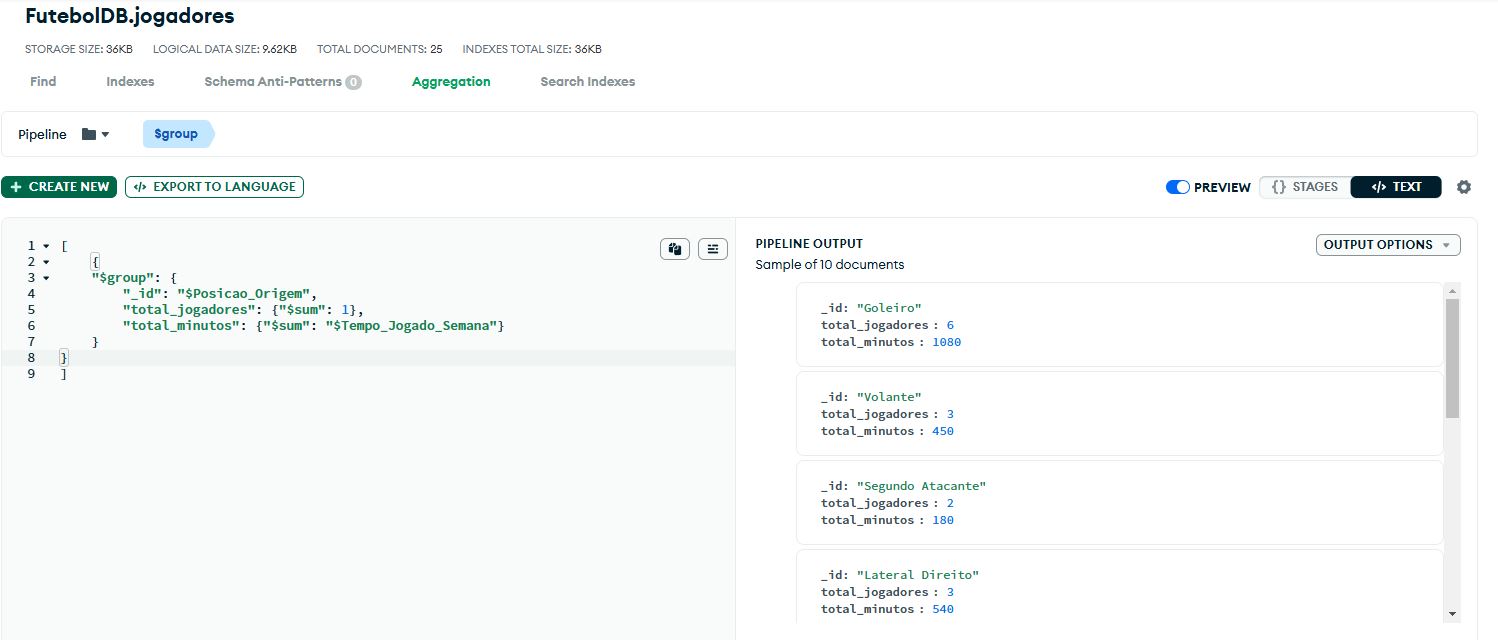 FutebolDB.jogadores
STORAGE SIZE: 36KB LOGICAL DATA SIZE: 9.62KB TOTAL DOCUMENTS: 25 INDEXES TOTAL SIZE: 36KB
Find Indexes Schema Anti-Patterns 0 Aggregation Search Indexes
Pipeline $group
+ CREATE NEW </> EXPORT TO LANGUAGE PREVIEW {} STAGES </> TEXT
1 [
2 {
3 "$group": {
4 "_id": "$Posicao_Origem",
5 "total_jogadores": {"$sum": 1},
6 "total_minutos": {"$sum": "$Tempo_Jogado_Semana"}
7 }
8 }
9 ]
PIPELINE OUTPUT
Sample of 10 documents
OUTPUT OPTIONS
_id: "Goleiro"
total_jogadores : 6
total_minutos : 1080
_id: "Volante"
total_jogadores : 3
total_minutos : 450
_id: "Segundo Atacante"
total_jogadores : 2
total_minutos : 180
_id: "Lateral Direito"
total_jogadores : 3
total_minutos : 540